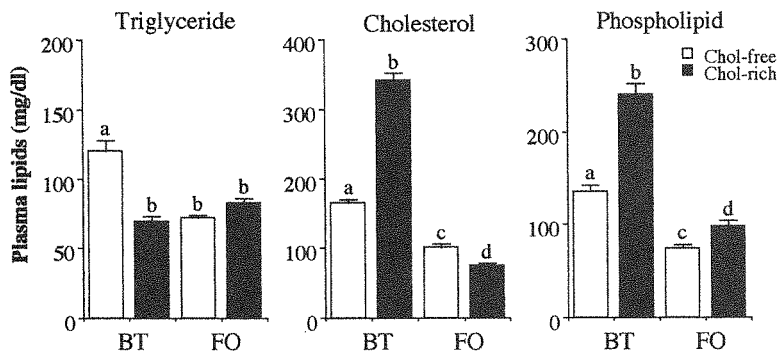 Triglyceride
Cholesterol
Phospholipid
Plasma lipids (mg/dl)
200
150
100
50
0
a
b
b
b
BT
FO
400
300
200
100
0
a
b
c
d
BT
FO
300
200
100
0
a
b
c
d
BT
FO
Chol-free
Chol-rich